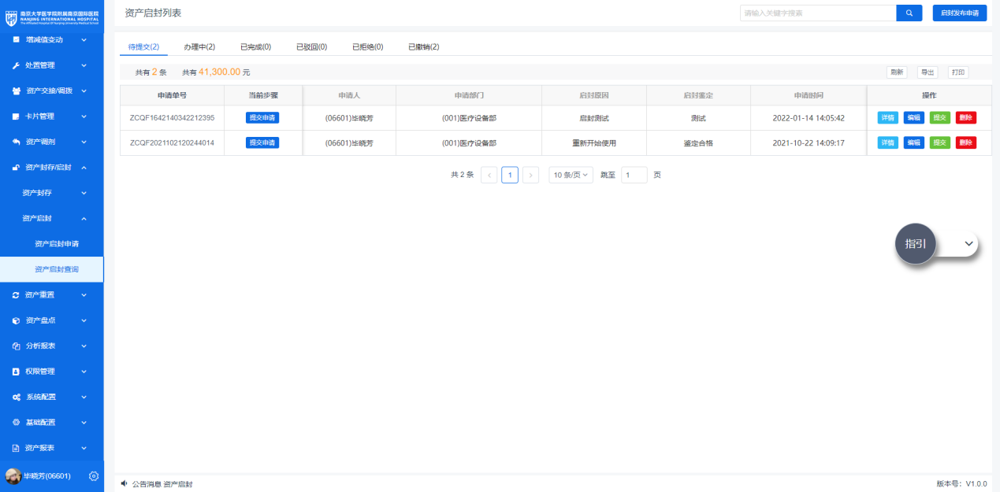 南京大学医学院附属南京国际医院
NANJING INTERNATIONAL HOSPITAL
The Affiliated Hospital of Nanjing University Medical School
增减值变动
处置管理
资产交接/调拨
卡片管理
资产调剂
资产封存/启封
资产封存
资产启封
资产启封申请
资产启封查询
资产重置
资产盘点
分析报表
权限管理
系统配置
基础配置
资产报表
毕晓芳(06601)
资产启封列表
请输入关键字搜素
启封发布申请
待提交(2) 办理中(2) 已完成(0) 已驳回(0) 已拒绝(0) 已撤销(2)
共有 2 条 共有 41,300.00 元 刷新 导出 打印
申请单号 当前步骤 申请人 申请部门 启封原因 启封鉴定 申请时间 操作
ZCQF1642140342212395 提交申请 (06601)毕晓芳 (001)医疗设备部 启封测试 测试 2022-01-14 14:05:42 详情 编辑 提交 删除
ZCQF2021102120244014 提交申请 (06601)毕晓芳 (001)医疗设备部 重新开始使用 鉴定合格 2021-10-22 14:09:17 详情 编辑 提交 删除
共 2 条 1 10 条/页 跳至 1 页
指引
公告消息 资产启封
版本号：V1.0.0